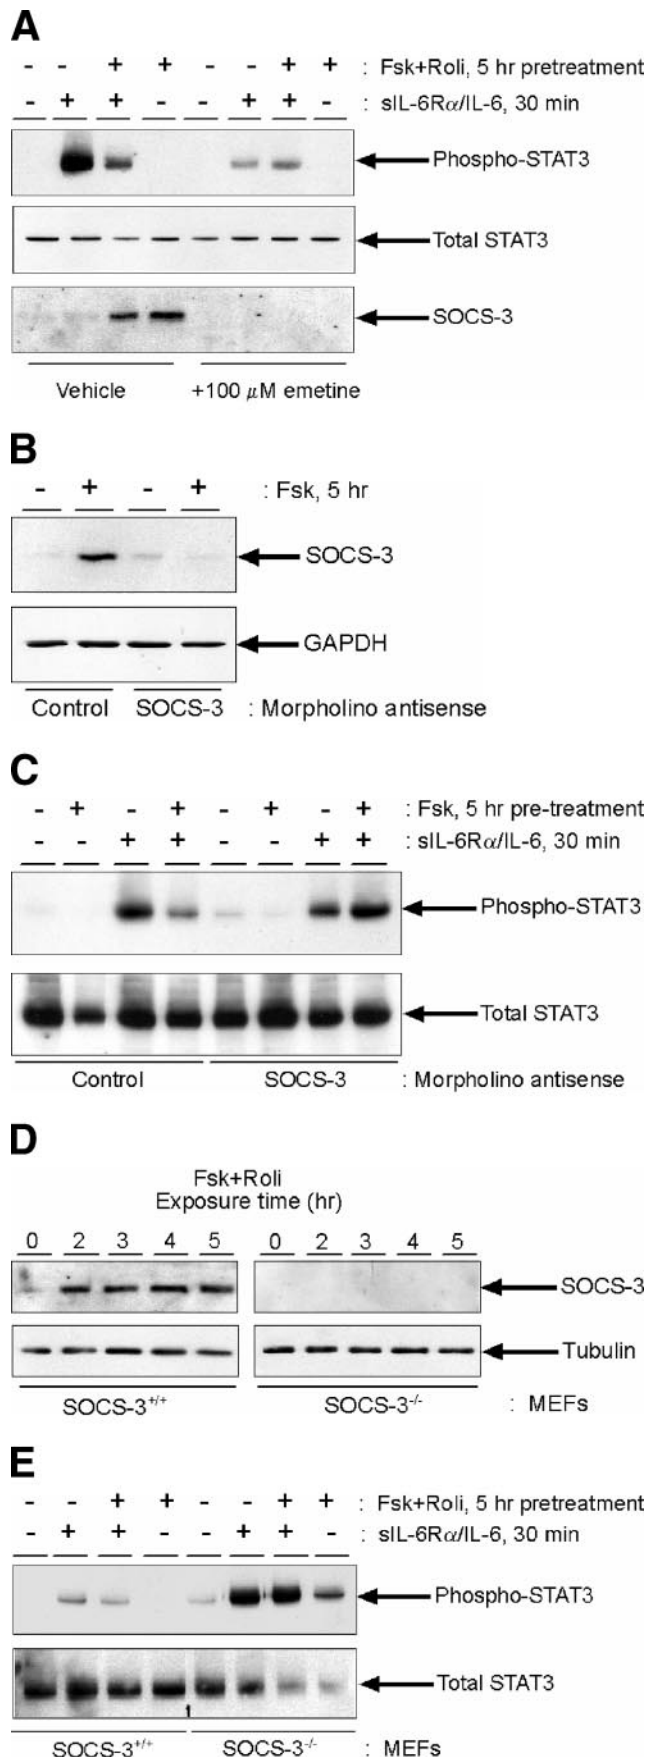 A
- - + + - - + + : Fsk+Roli, 5 hr pretreatment
- + + - - + + - : sIL-6Rα/IL-6, 30 min
Phospho-STAT3
Total STAT3
SOCS-3
Vehicle +100 μM emetine
B
- + - + : Fsk, 5 hr
SOCS-3
GAPDH
Control SOCS-3 : Morpholino antisense
C
- + - + - + - + : Fsk, 5 hr pre-treatment
- - + + - - + + : sIL-6Rα/IL-6, 30 min
Phospho-STAT3
Total STAT3
Control SOCS-3 : Morpholino antisense
D
Fsk+Roli
Exposure time (hr)
0 2 3 4 5 0 2 3 4 5
SOCS-3
Tubulin
SOCS-3+/+ SOCS-3-/- : MEFs
E
- - + + - - + + : Fsk+Roli, 5 hr pretreatment
- + + - - + + - : sIL-6Rα/IL-6, 30 min
Phospho-STAT3
Total STAT3
SOCS-3+/+ SOCS-3-/- : MEFs